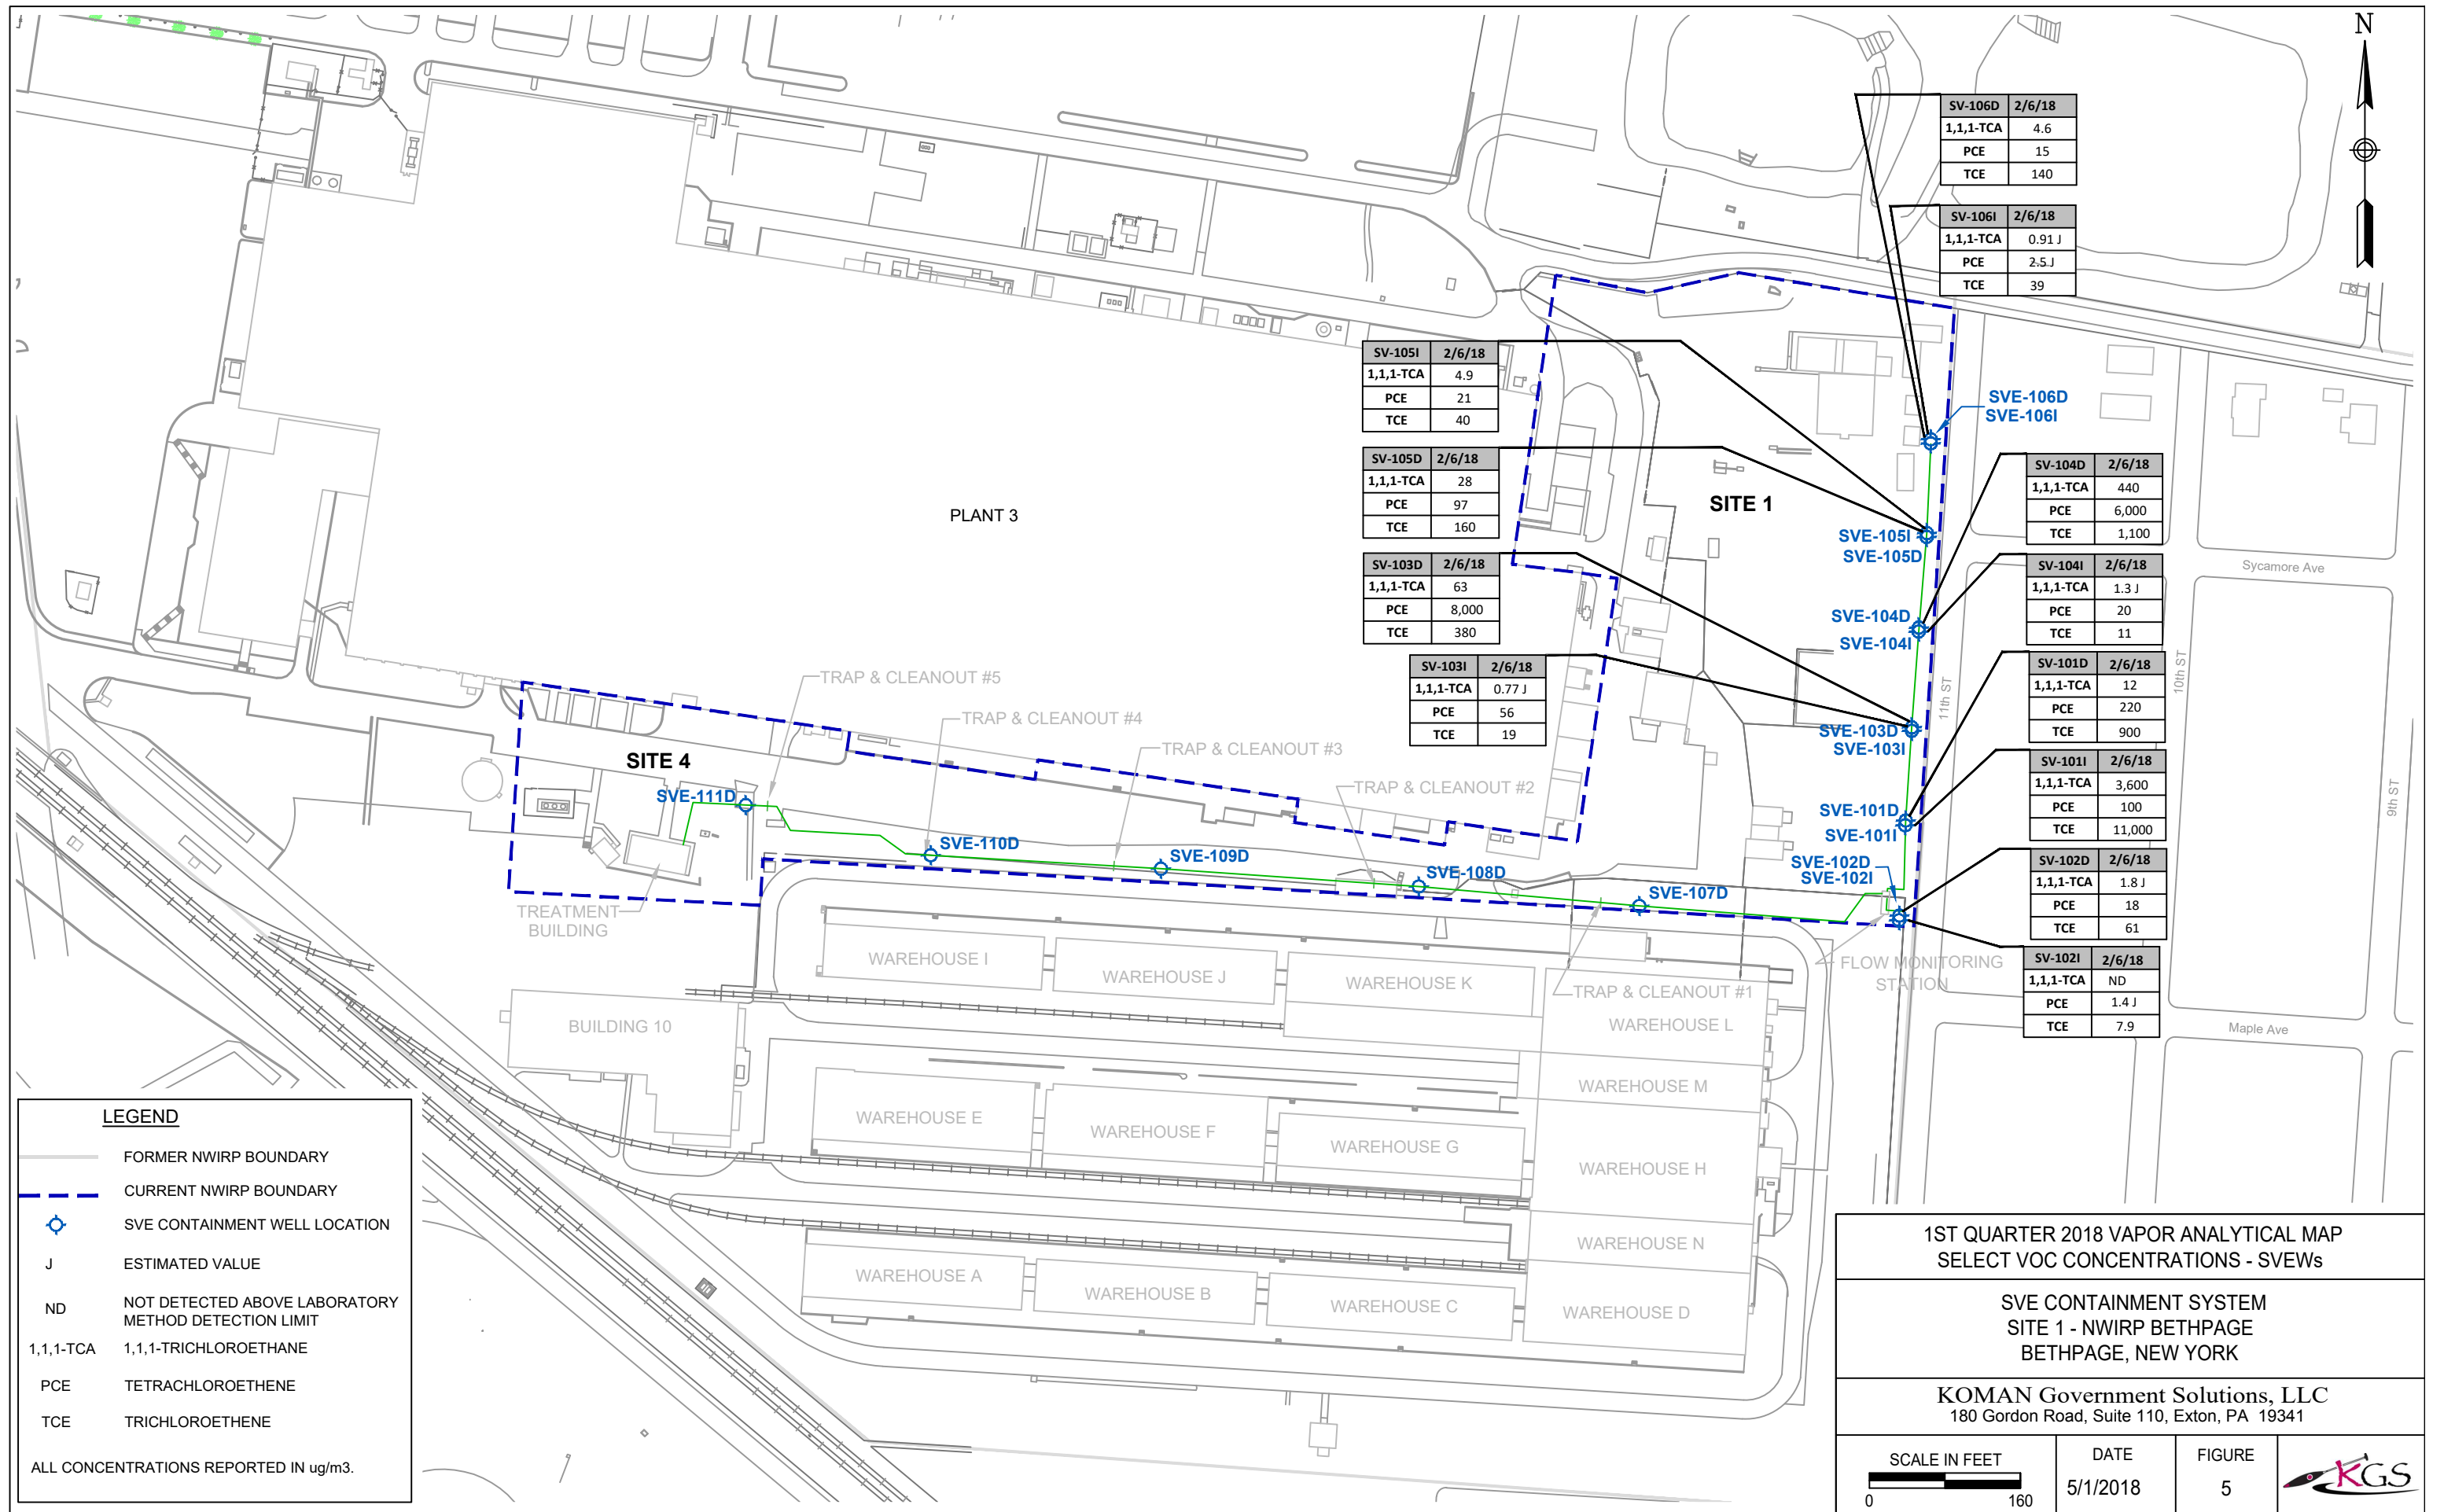 N
SV-106D 2/6/18
1,1,1-TCA 4.6
PCE 15
TCE 140
SV-106I 2/6/18
1,1,1-TCA 0.91 J
PCE 2.5 J
TCE 39
SV-105I 2/6/18
1,1,1-TCA 4.9
PCE 21
TCE 40
SV-105D 2/6/18
1,1,1-TCA 28
PCE 97
TCE 160
SV-103D 2/6/18
1,1,1-TCA 63
PCE 8,000
TCE 380
SV-103I 2/6/18
1,1,1-TCA 0.77 J
PCE 56
TCE 19
SV-104D 2/6/18
1,1,1-TCA 440
PCE 6,000
TCE 1,100
SV-104I 2/6/18
1,1,1-TCA 1.3 J
PCE 20
TCE 11
SV-101D 2/6/18
1,1,1-TCA 12
PCE 220
TCE 900
SV-101I 2/6/18
1,1,1-TCA 3,600
PCE 100
TCE 11,000
SV-102D 2/6/18
1,1,1-TCA 1.8 J
PCE 18
TCE 61
SV-102I 2/6/18
1,1,1-TCA ND
PCE 1.4 J
TCE 7.9
SVE-106D
SVE-106I
SVE-105I
SVE-105D
SVE-104D
SVE-104I
SVE-103D
SVE-103I
SVE-101D
SVE-101I
SVE-102D
SVE-102I
SITE 1
PLANT 3
SITE 4
Sycamore Ave
Maple Ave
11th ST
10th ST
9th ST
TRAP & CLEANOUT #5
TRAP & CLEANOUT #4
TRAP & CLEANOUT #3
TRAP & CLEANOUT #2
TRAP & CLEANOUT #1
SVE-111D
SVE-110D
SVE-109D
SVE-108D
SVE-107D
TREATMENT
BUILDING
FLOW MONITORING
STATION
WAREHOUSE I
WAREHOUSE J
WAREHOUSE K
WAREHOUSE L
BUILDING 10
WAREHOUSE M
WAREHOUSE E
WAREHOUSE F
WAREHOUSE G
WAREHOUSE H
WAREHOUSE N
WAREHOUSE A
WAREHOUSE B
WAREHOUSE C
WAREHOUSE D
LEGEND
FORMER NWIRP BOUNDARY
CURRENT NWIRP BOUNDARY
SVE CONTAINMENT WELL LOCATION
J ESTIMATED VALUE
ND NOT DETECTED ABOVE LABORATORY
METHOD DETECTION LIMIT
1,1,1-TCA 1,1,1-TRICHLOROETHANE
PCE TETRACHLOROETHENE
TCE TRICHLOROETHENE
ALL CONCENTRATIONS REPORTED IN ug/m3.
1ST QUARTER 2018 VAPOR ANALYTICAL MAP
SELECT VOC CONCENTRATIONS - SVEWs
SVE CONTAINMENT SYSTEM
SITE 1 - NWIRP BETHPAGE
BETHPAGE, NEW YORK
KOMAN Government Solutions, LLC
180 Gordon Road, Suite 110, Exton, PA 19341
SCALE IN FEET
0 160
DATE
5/1/2018
FIGURE
5
KGS